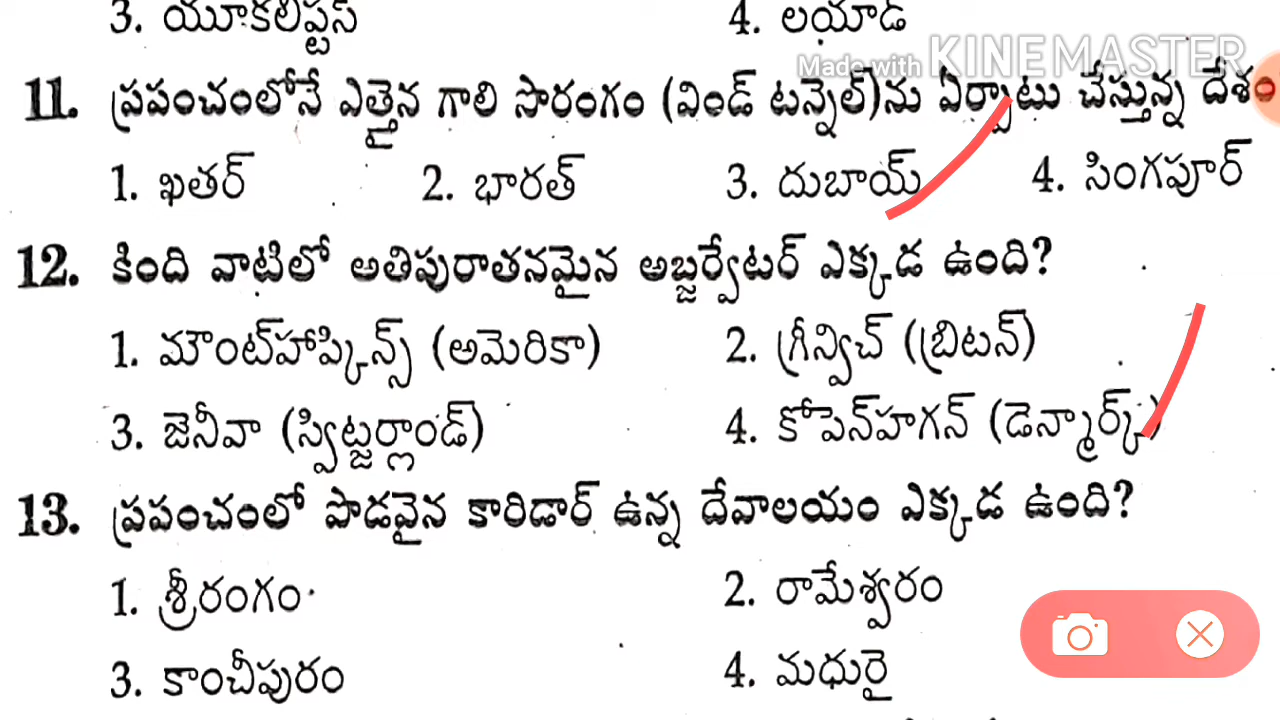 3. యూకలిప్టస్ 4. లయాడ్
Made with KINEMASTER
11. ప్రపంచంలోనే ఎత్తైన గాలి సొరంగం (విండ్ టన్నెల్)ను ఏర్పాటు చేస్తున్న దేశం
1. ఖతర్ 2. భారత్ 3. దుబాయ్ 4. సింగపూర్
12. కింది వాటిలో అతిపురాతనమైన అబ్జర్వేటర్ ఎక్కడ ఉంది?
1. మౌంట్‌హాప్కిన్స్ (అమెరికా) 2. గ్రీన్విచ్ (బ్రిటన్)
3. జెనీవా (స్విట్జర్లాండ్) 4. కోపెన్‌హగన్ (డెన్మార్క్)
13. ప్రపంచంలో పొడవైన కారిడార్ ఉన్న దేవాలయం ఎక్కడ ఉంది?
1. శ్రీరంగం 2. రామేశ్వరం
3. కాంచీపురం 4. మధురై